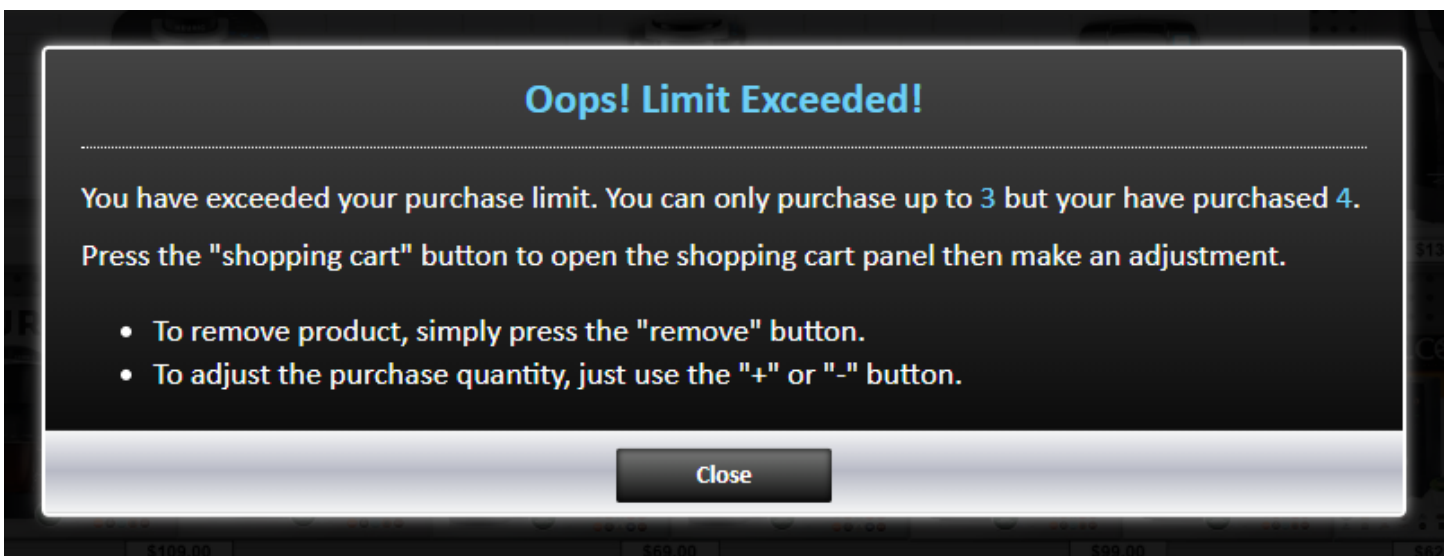 Oops! Limit Exceeded!
You have exceeded your purchase limit. You can only purchase up to 3 but your have purchased 4.
Press the "shopping cart" button to open the shopping cart panel then make an adjustment.
• To remove product, simply press the "remove" button.
• To adjust the purchase quantity, just use the "+" or "-" button.
Close
$109.00 $69.00 $99.00